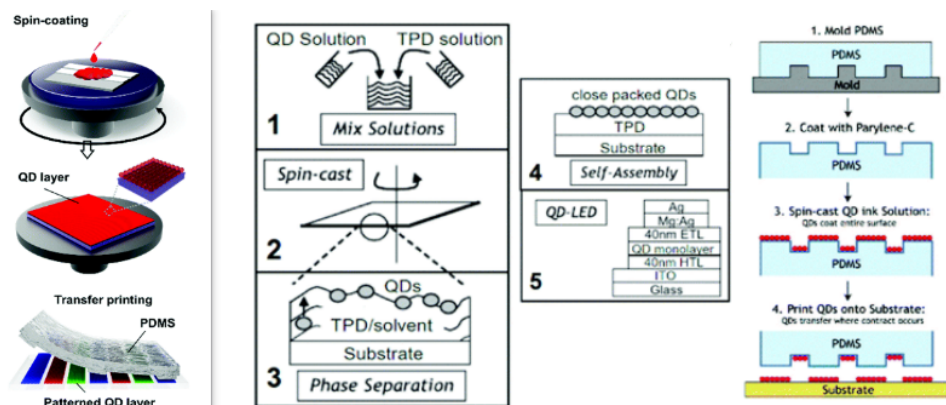 Spin-coating
QD layer
Transfer printing
PDMS
Patterned QD layer
QD Solution
TPD solution
1
Mix Solutions
Spin-cast
2
QDs
TPD/solvent
Substrate
3
Phase Separation
close packed QDs
TPD
Substrate
4
Self-Assembly
QD-LED
Ag
Mg:Ag
40nm ETL
QD monolayer
40nm HTL
ITO
Glass
5
1. Mold PDMS
PDMS
Mold
2. Coat with Parylene-C
PDMS
3. Spin-cast QD ink Solution:
QDs coat entire surface
PDMS
4. Print QDs onto Substrate:
QDs transfer where contract occurs
PDMS
Substrate